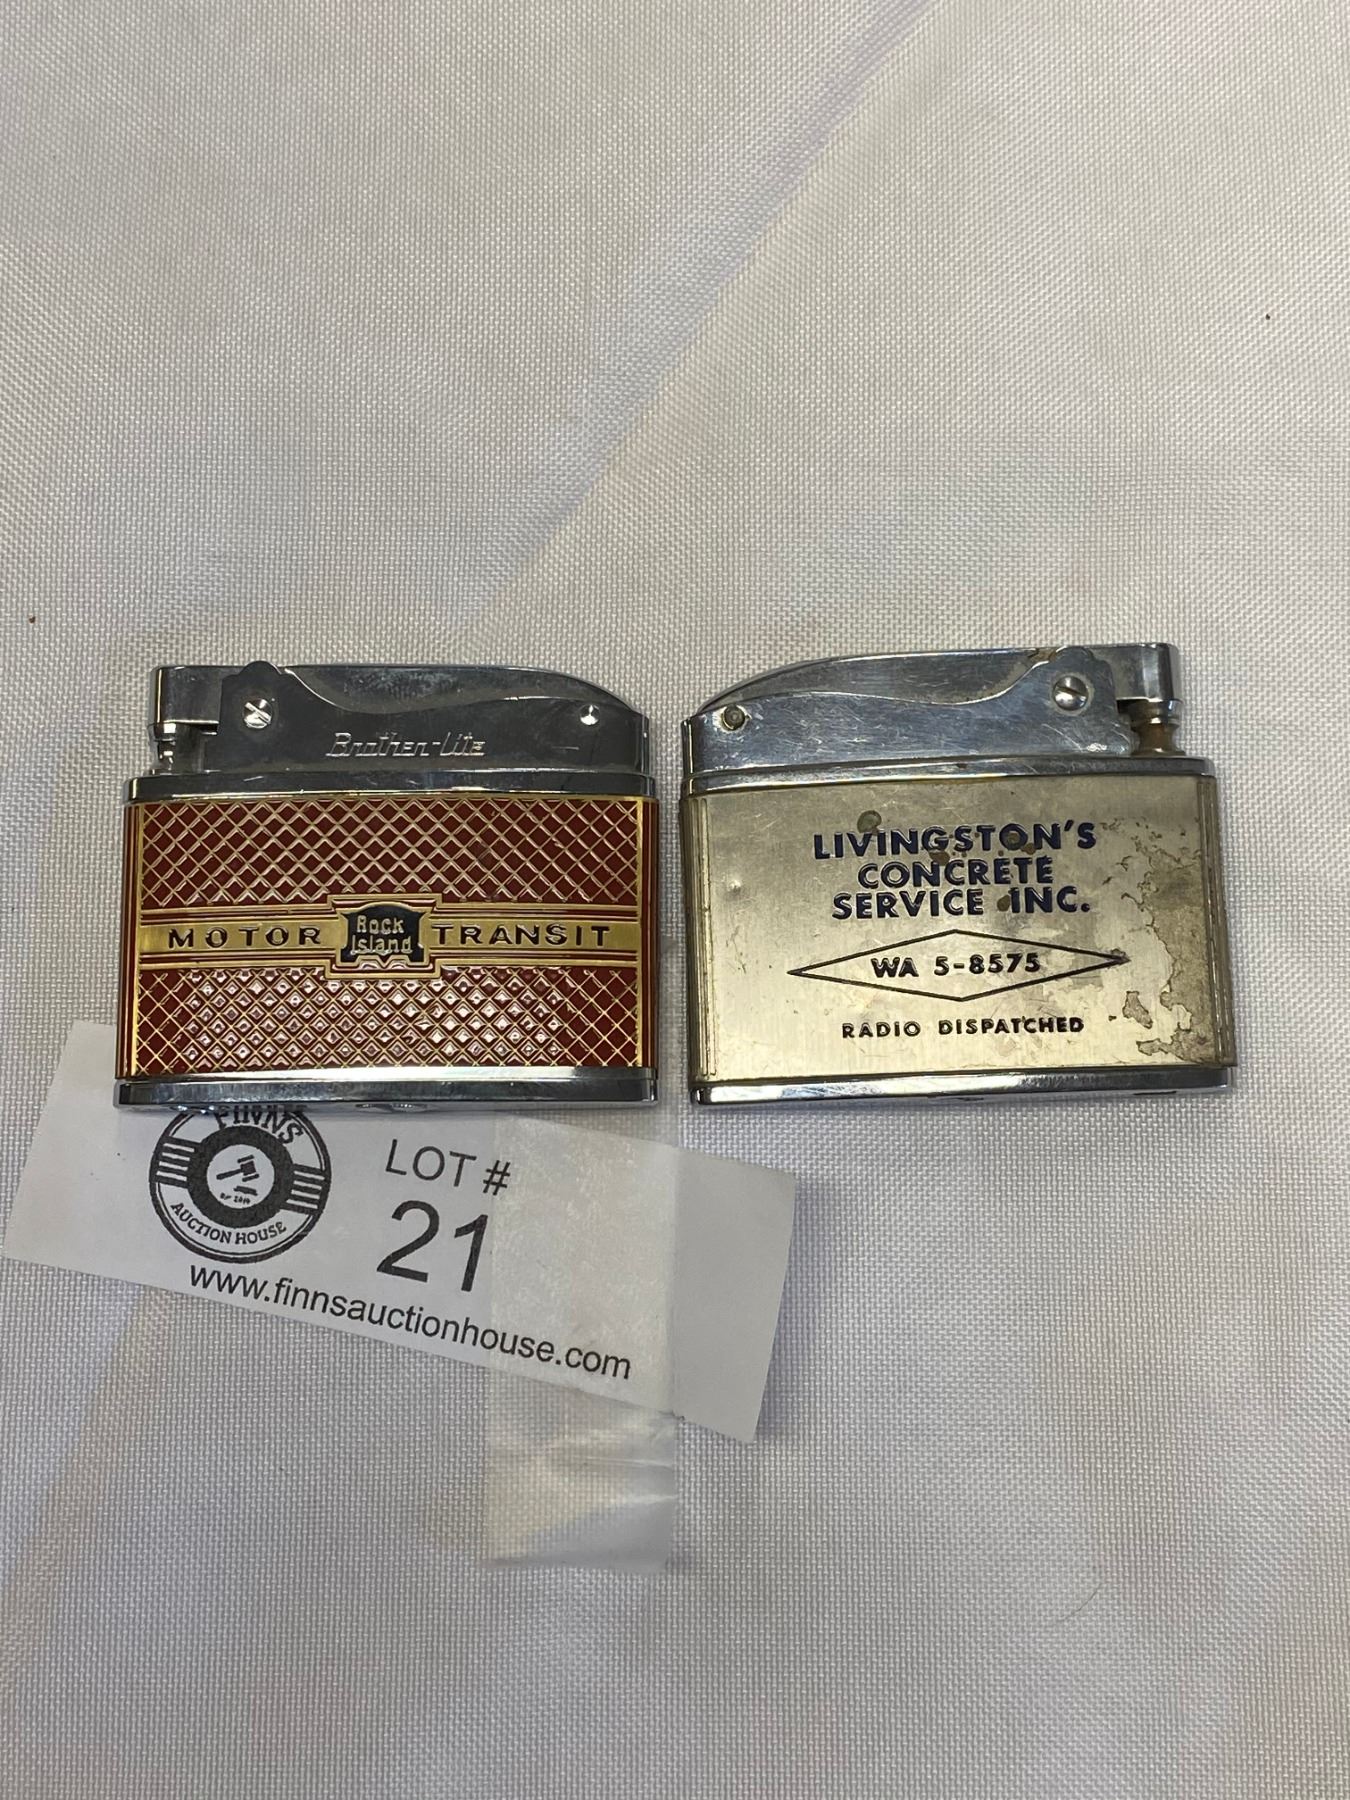 Brother-Lite
MOTOR Rock Island TRANSIT
LIVINGSTON'S
CONCRETE
SERVICE INC.
WA 5-8575
RADIO DISPATCHED
FINNS
AUCTION HOUSE
LOT #
21
www.finnsauctionhouse.com